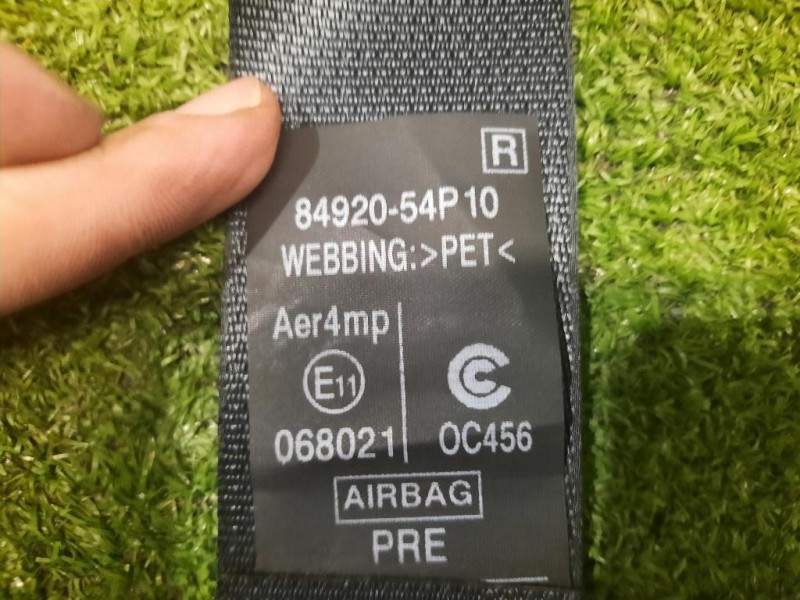 R
84920-54P10
WEBBING:>PET<
Aer4mp
E11
068021
C
OC456
AIRBAG
PRE